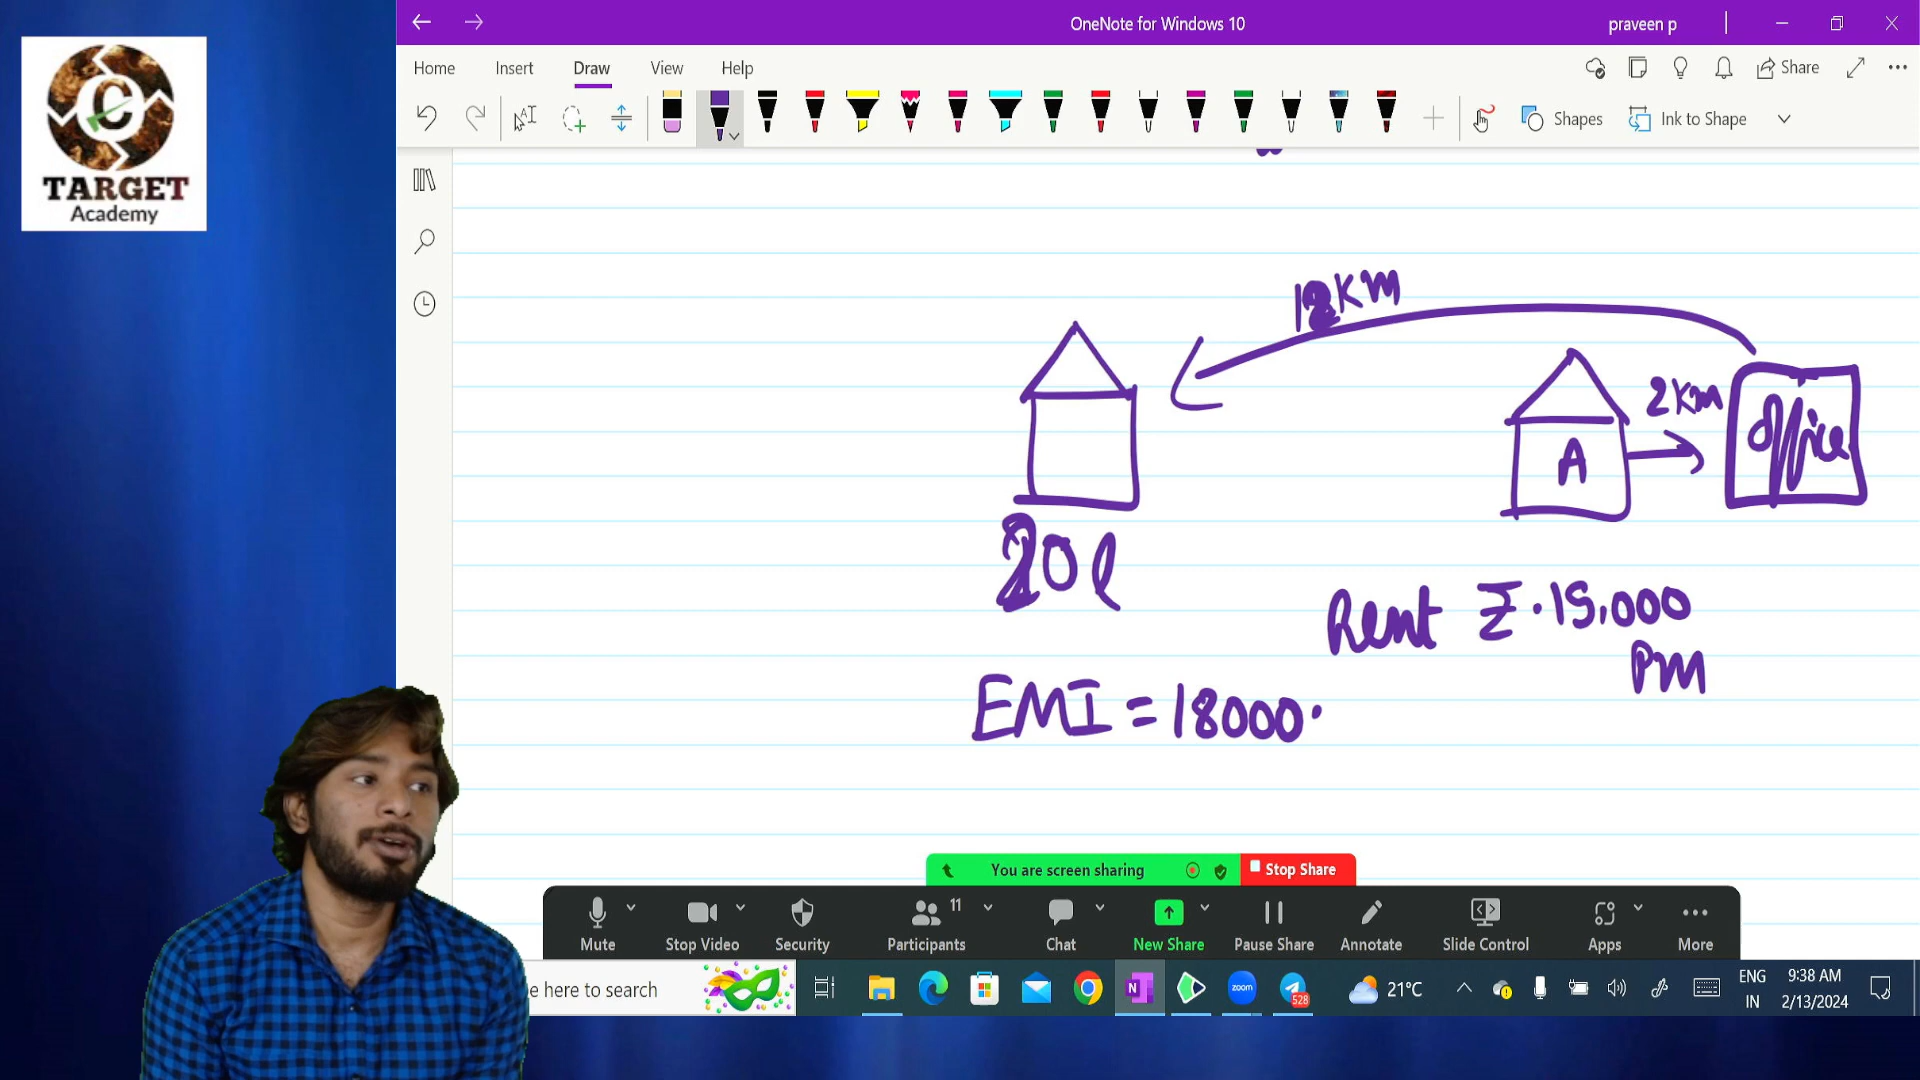 TARGET
Academy
OneNote for Windows 10
praveen p
Home Insert Draw View Help
Share
Shapes
Ink to Shape
12KM
2KM
Office
A
20l
Rent ₹.15,000
PM
EMI = 18000.
You are screen sharing
Stop Share
11
Mute Stop Video Security Participants Chat New Share Pause Share Annotate Slide Control Apps More
e here to search
N
zoom
528
21°C
ENG
IN
9:38 AM
2/13/2024